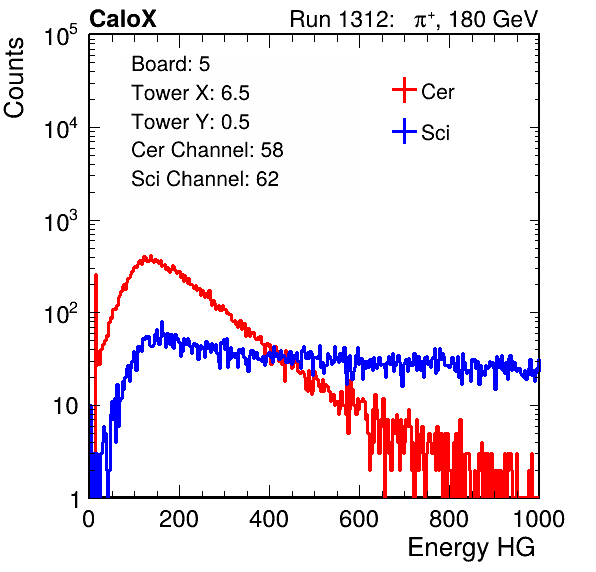 CaloX Run 1312: π⁺, 180 GeV
Board: 5
Tower X: 6.5
Tower Y: 0.5
Cer Channel: 58
Sci Channel: 62
Cer
Sci
Counts
10⁵
10⁴
10³
10²
10
1
0 200 400 600 800 1000
Energy HG